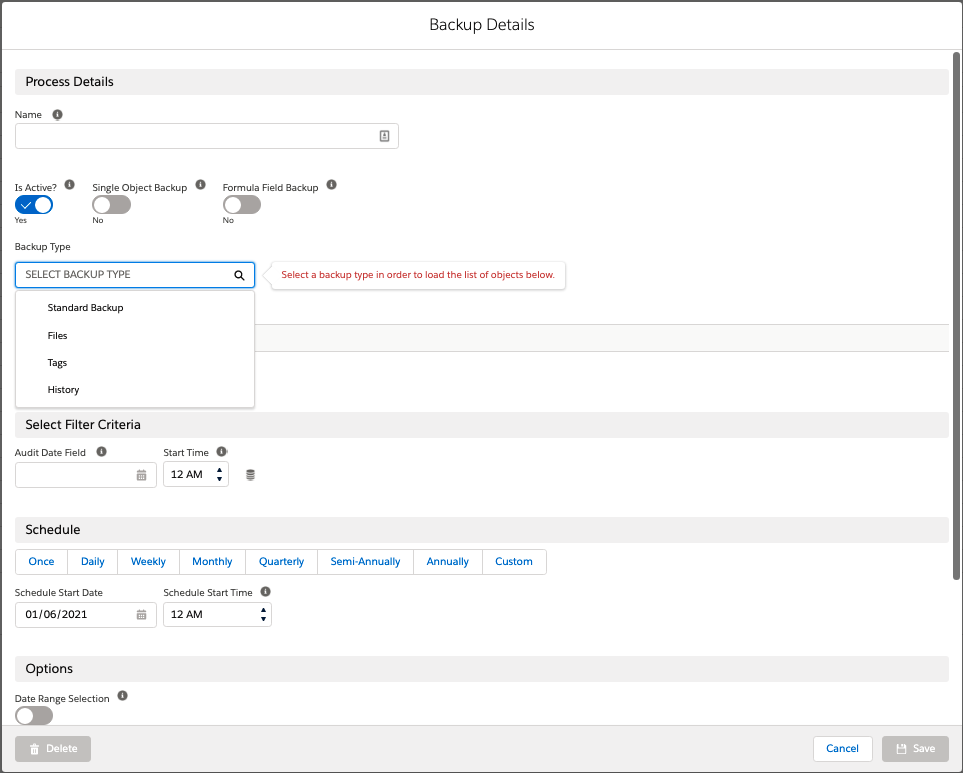 Backup Details
Process Details
Name
Is Active? Single Object Backup Formula Field Backup
Yes No No
Backup Type
SELECT BACKUP TYPE Select a backup type in order to load the list of objects below.
Standard Backup
Files
Tags
History
Select Filter Criteria
Audit Date Field Start Time
12 AM
Schedule
Once Daily Weekly Monthly Quarterly Semi-Annually Annually Custom
Schedule Start Date Schedule Start Time
01/06/2021 12 AM
Options
Date Range Selection
Delete Cancel Save